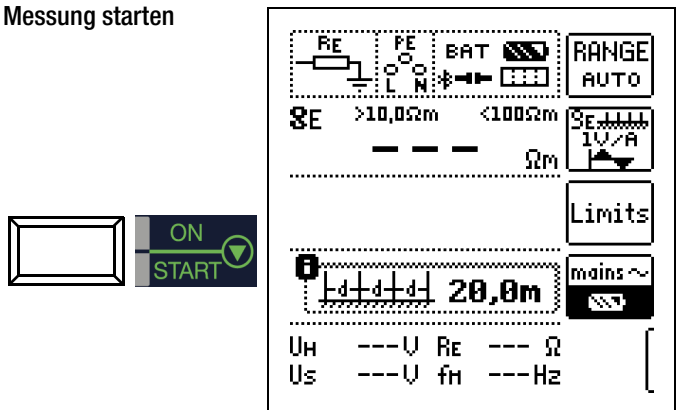 Messung starten
RE
PE
L N
BAT
RANGE
AUTO
ρE >10,0Ωm <100Ωm
--- Ωm
ρE
1V/A
Limits
ON
START
d d d 20,0m
mains ~
UH ---V RE --- Ω
US ---V fH ---Hz